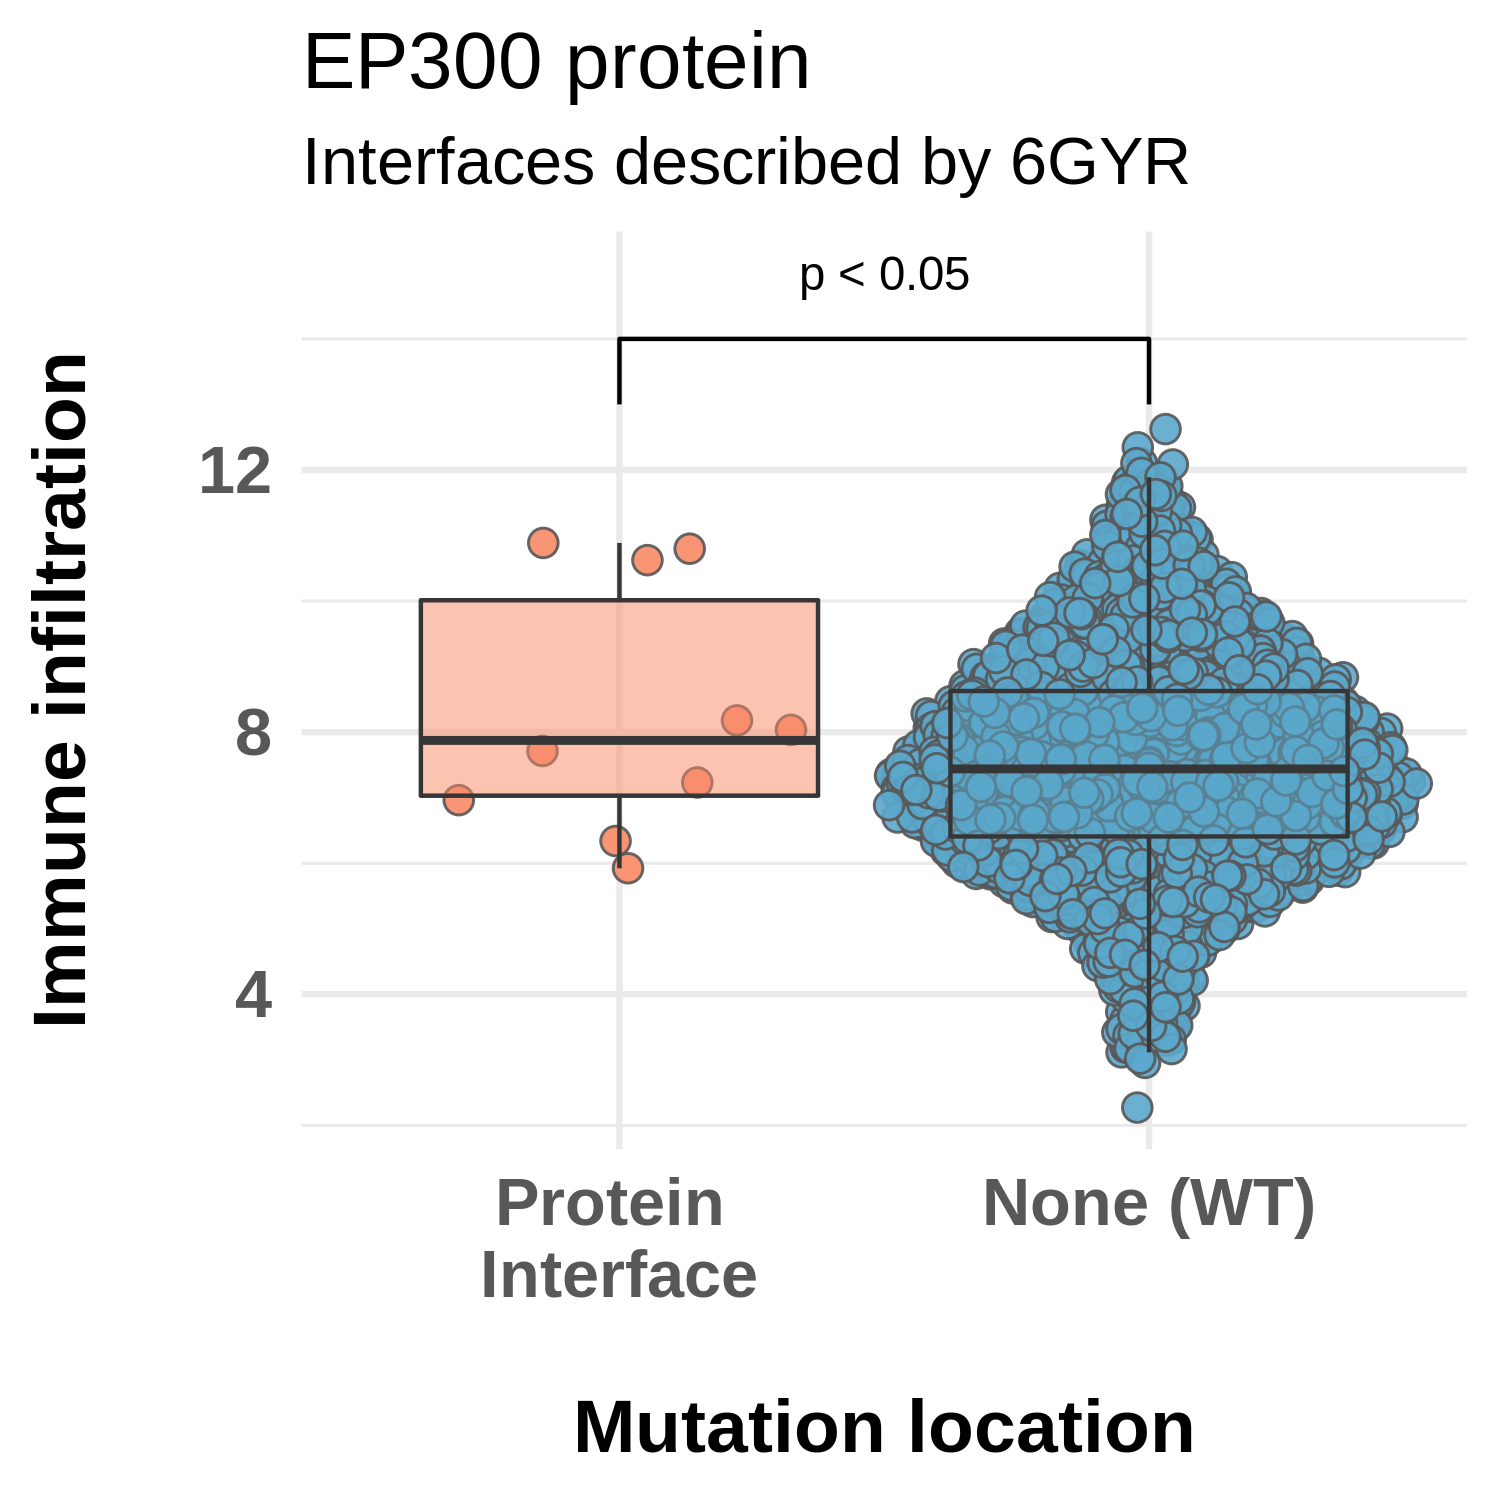 EP300 protein
Interfaces described by 6GYR
p < 0.05
Immune infiltration
12
8
4
Protein
Interface
None (WT)
Mutation location